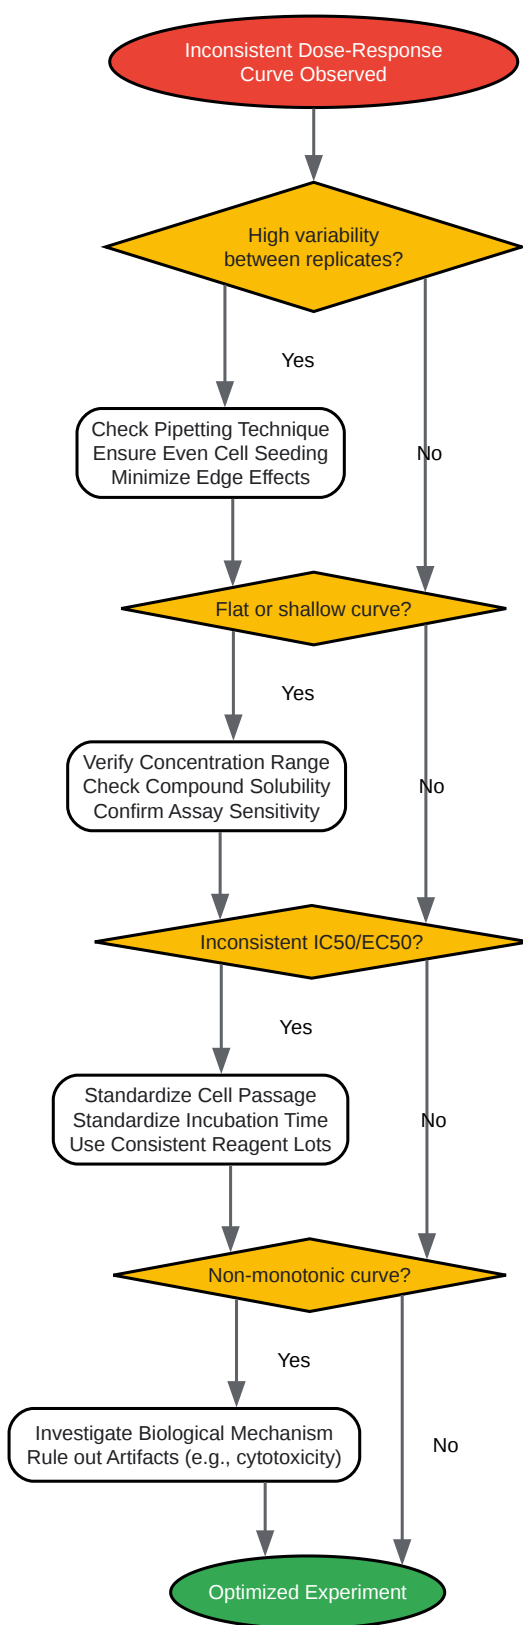 Inconsistent Dose-Response
Curve Observed
High variability
between replicates?
Yes
Check Pipetting Technique
Ensure Even Cell Seeding
Minimize Edge Effects
No
Flat or shallow curve?
Yes
Verify Concentration Range
Check Compound Solubility
Confirm Assay Sensitivity
No
Inconsistent IC50/EC50?
Yes
Standardize Cell Passage
Standardize Incubation Time
Use Consistent Reagent Lots
No
Non-monotonic curve?
Yes
Investigate Biological Mechanism
Rule out Artifacts (e.g., cytotoxicity)
No
Optimized Experiment